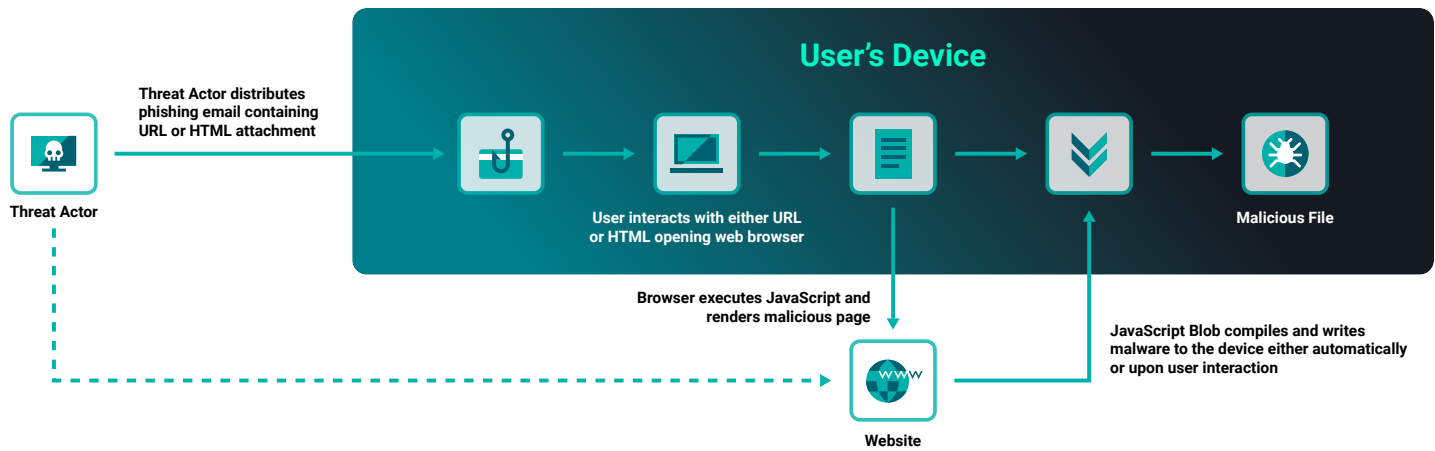 User’s Device
Threat Actor distributes
phishing email containing
URL or HTML attachment
Threat Actor
User interacts with either URL
or HTML opening web browser
Malicious File
Browser executes JavaScript and
renders malicious page
JavaScript Blob compiles and writes
malware to the device either automatically
or upon user interaction
WWW
Website